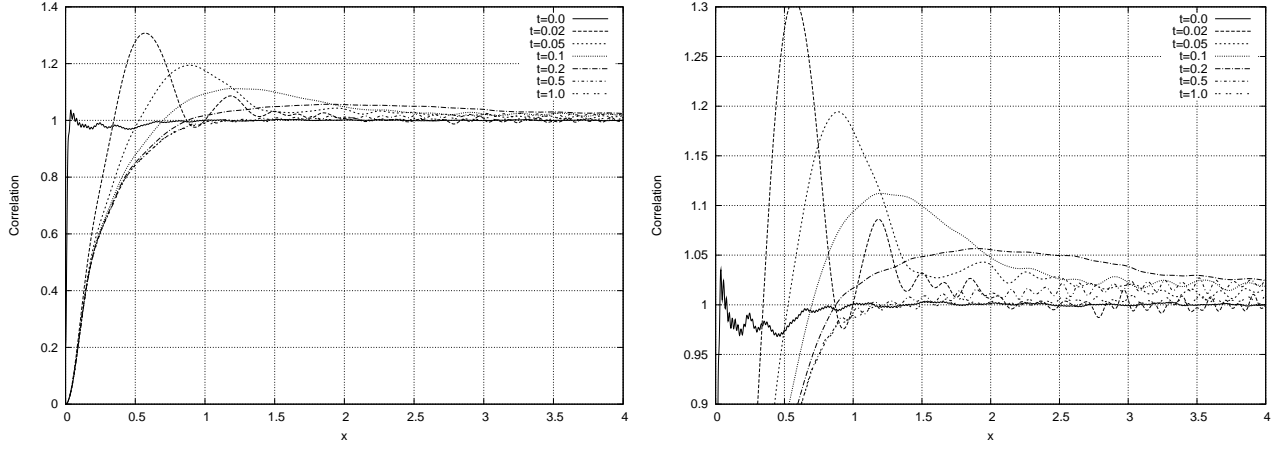 1.4
1.2
1
0.8
0.6
0.4
0.2
0
Correlation
0 0.5 1 1.5 2 2.5 3 3.5 4
x
t=0.0
t=0.02
t=0.05
t=0.1
t=0.2
t=0.5
t=1.0
1.3
1.25
1.2
1.15
1.1
1.05
1
0.95
0.9
Correlation
0 0.5 1 1.5 2 2.5 3 3.5 4
x
t=0.0
t=0.02
t=0.05
t=0.1
t=0.2
t=0.5
t=1.0